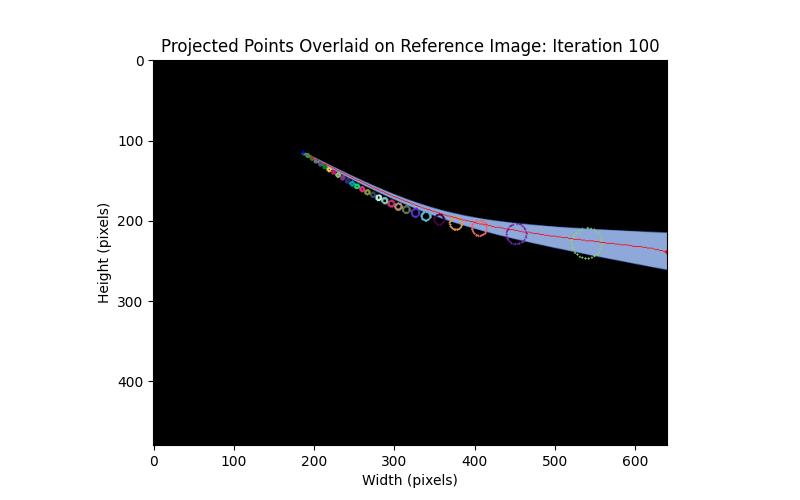 Projected Points Overlaid on Reference Image: Iteration 100
0
100
200
300
400
Height (pixels)
0 100 200 300 400 500 600
Width (pixels)